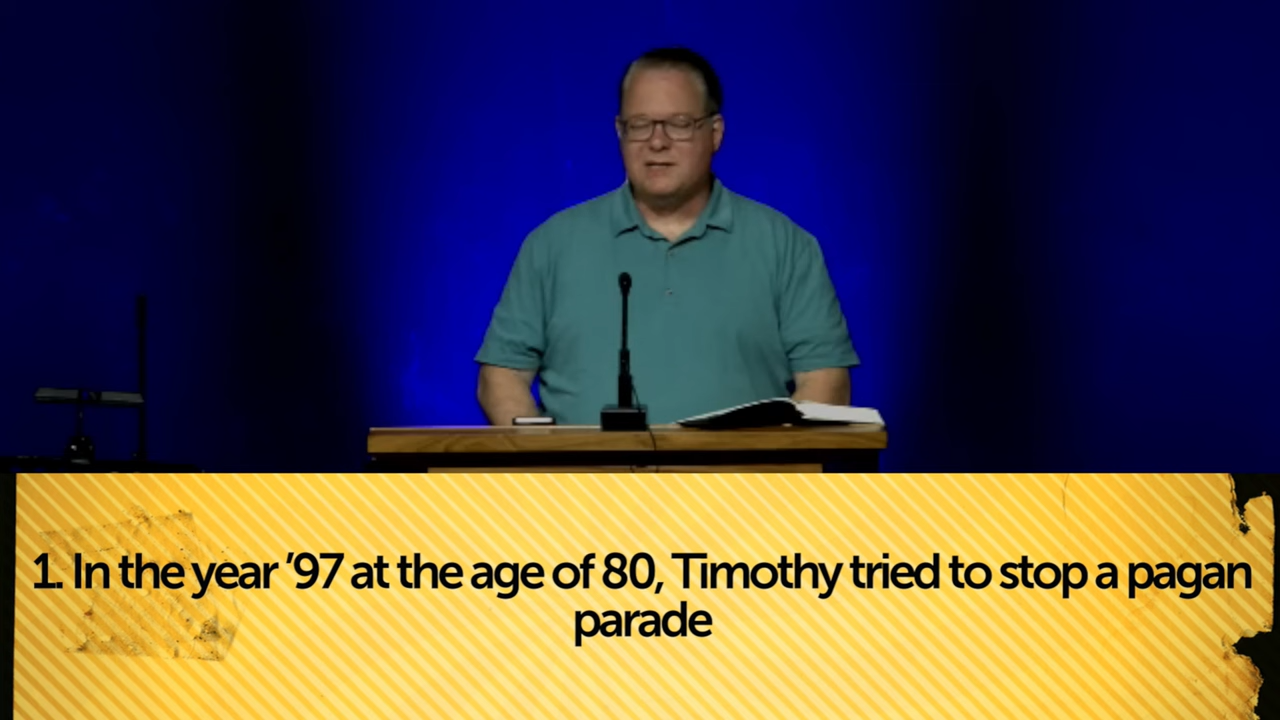 1. In the year ’97 at the age of 80, Timothy tried to stop a pagan
parade